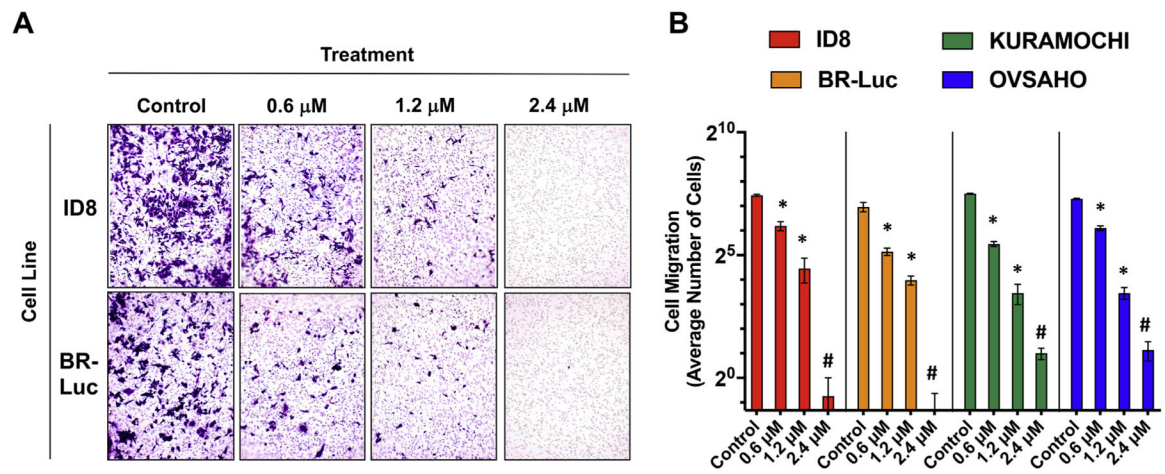 A
Treatment
Control 0.6 µM 1.2 µM 2.4 µM
Cell Line
ID8
BR-
Luc
B
ID8 KURAMOCHI
BR-Luc OVSAHO
Cell Migration
(Average Number of Cells)
2^10
2^5
2^0
* * #
* * #
* * #
* * #
Control 0.6 µM 1.2 µM 2.4 µM
Control 0.6 µM 1.2 µM 2.4 µM
Control 0.6 µM 1.2 µM 2.4 µM
Control 0.6 µM 1.2 µM 2.4 µM